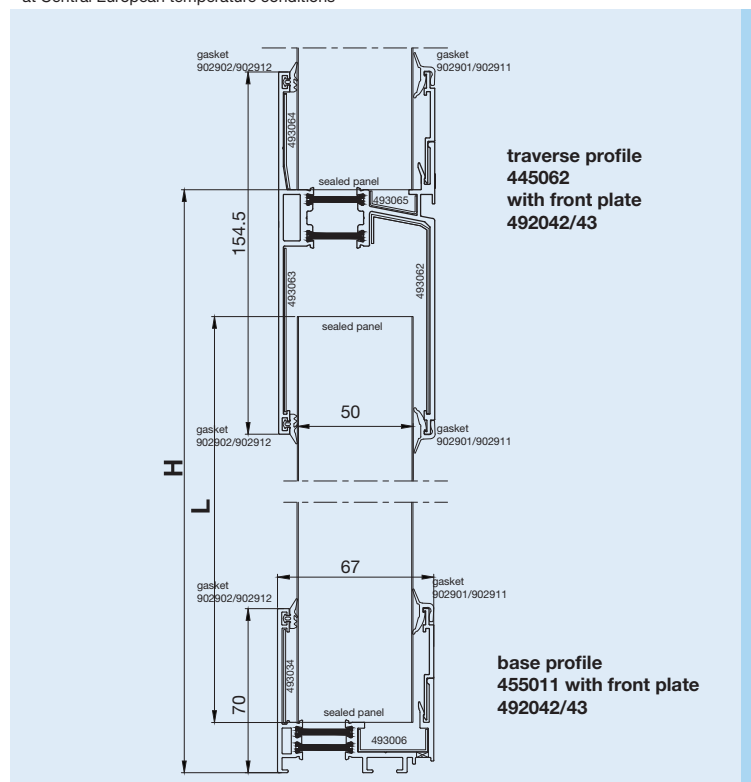 at Central European temperature conditions
gasket
902902/902912
gasket
902901/902911
493064
sealed panel
493065
traverse profile
445062
with front plate
492042/43
154.5
493063
493062
sealed panel
50
gasket
902902/902912
gasket
902901/902911
H
L
67
gasket
902902/902912
gasket
902901/902911
493034
70
sealed panel
493006
base profile
455011 with front plate
492042/43